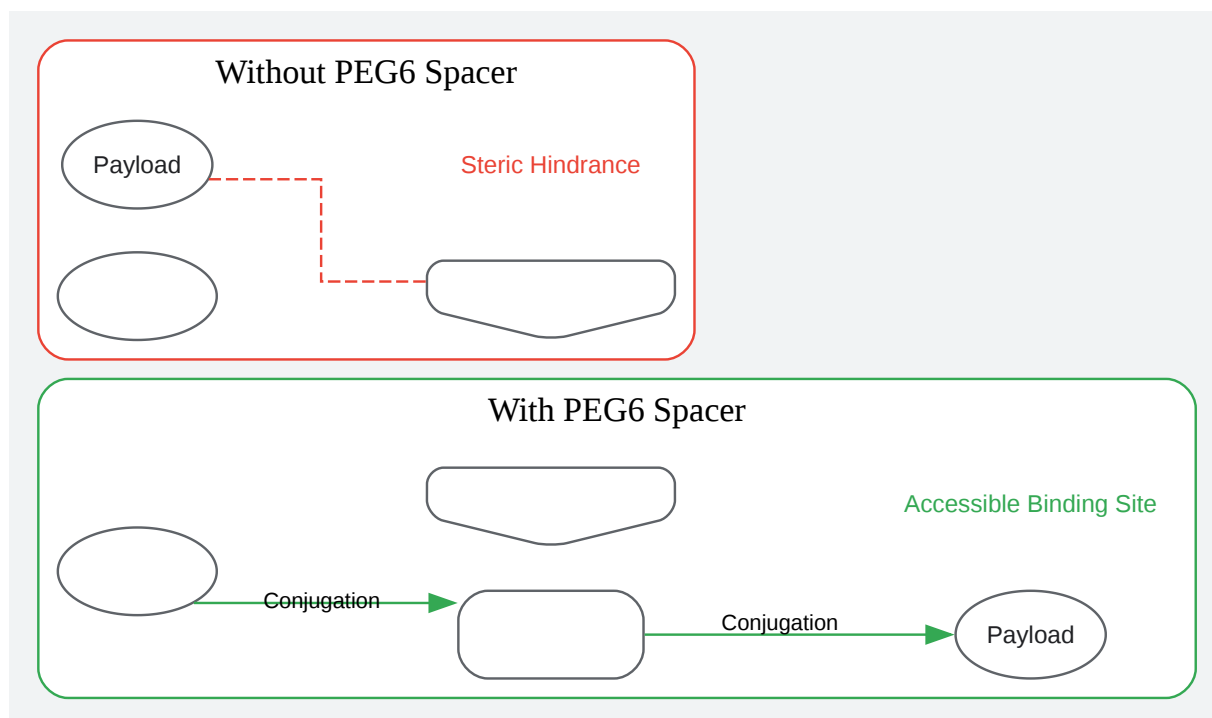 Without PEG6 Spacer
Payload
Steric Hindrance
With PEG6 Spacer
Accessible Binding Site
Conjugation
Conjugation
Payload